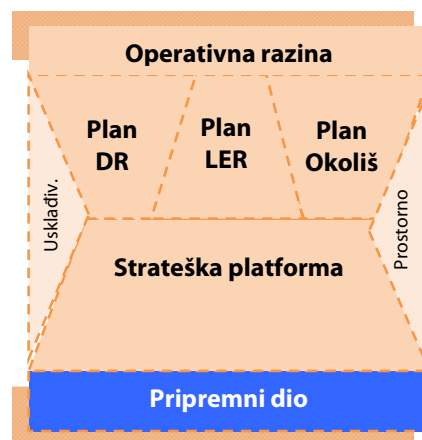 Operativna razina
Plan
DR
Plan
LER
Plan
Okoliš
Usklađiv.
Prostorno
Strateška platforma
Pripremni dio